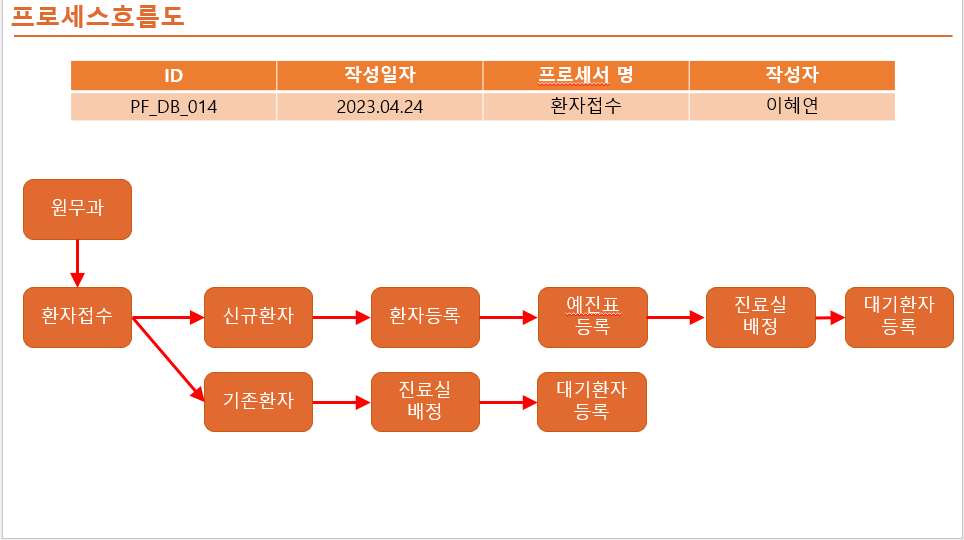 프로세스흐름도
ID 작성일자 프로세서 명 작성자
PF_DB_014 2023.04.24 환자접수 이혜연
원무과
환자접수
신규환자
환자등록
예진표
등록
진료실
배정
대기환자
등록
기존환자
진료실
배정
대기환자
등록